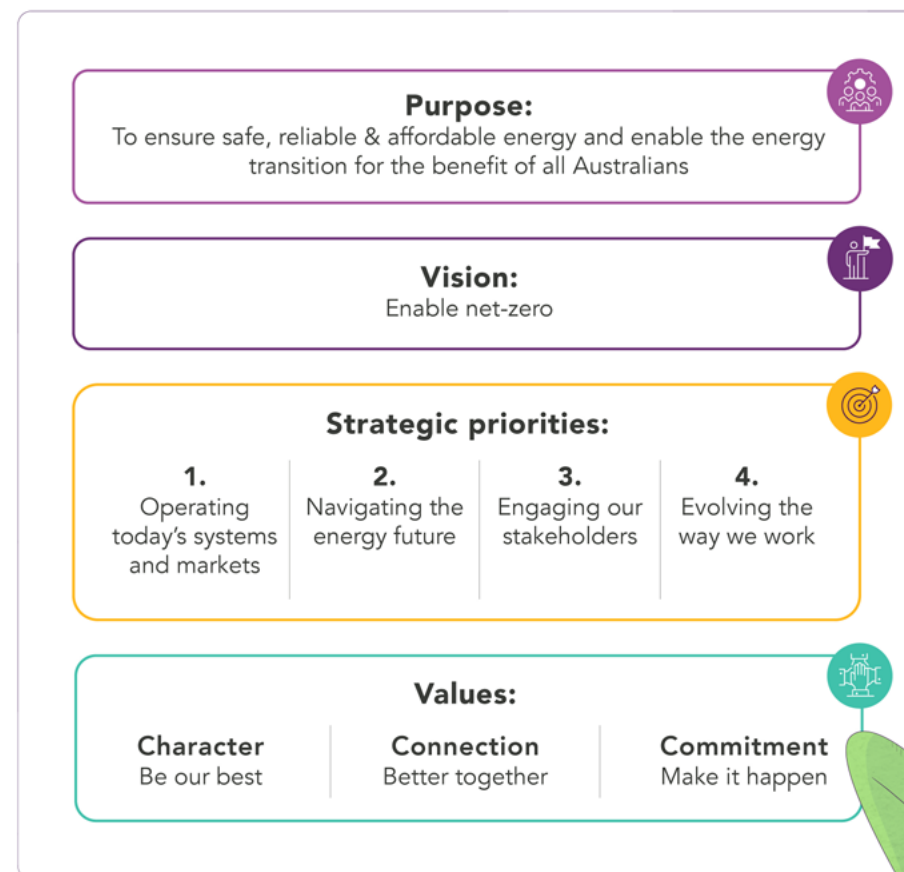 Purpose:
To ensure safe, reliable & affordable energy and enable the energy
transition for the benefit of all Australians
Vision:
Enable net-zero
Strategic priorities:
1.
Operating
today's systems
and markets
2.
Navigating the
energy future
3.
Engaging our
stakeholders
4.
Evolving the
way we work
Values:
Character
Be our best
Connection
Better together
Commitment
Make it happen